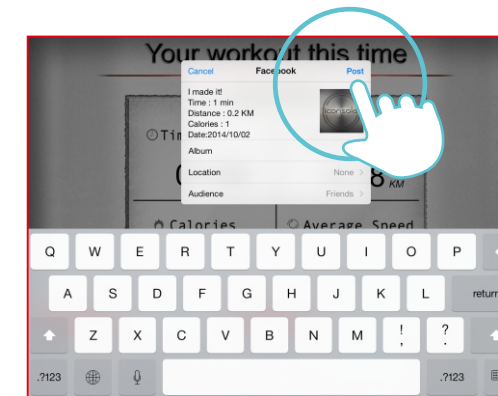 Your workout this time
Cancel Facebook Post
I made it!
Time : 1 min
Distance : 0.2 KM
Calories : 1
Date:2014/10/02
Album
Location None >
Audience Friends >
8 KM
Calories Average Speed
Q W E R T Y U I O P
A S D F G H J K L return
Z X C V B N M ! , ? .
.?123 .?123